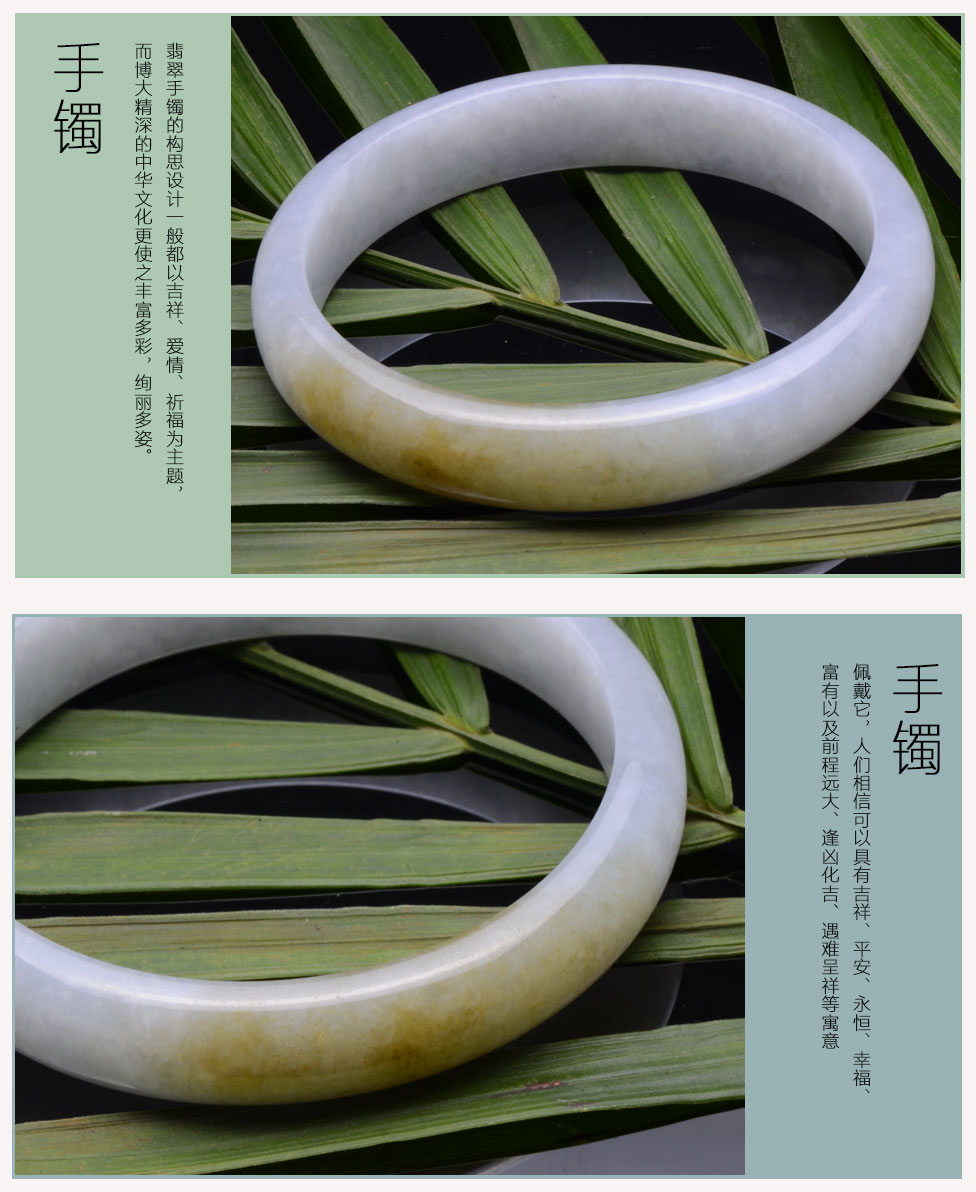 手镯
翡翠手镯的构思设计一般都以吉祥、爱情、祈福为主题，
而博大精深的中华文化更使之丰富多彩，绚丽多姿。
手镯
佩戴它，人们相信可以具有吉祥、平安、永恒、幸福、
富有以及前程远大、逢凶化吉、遇难呈祥等寓意